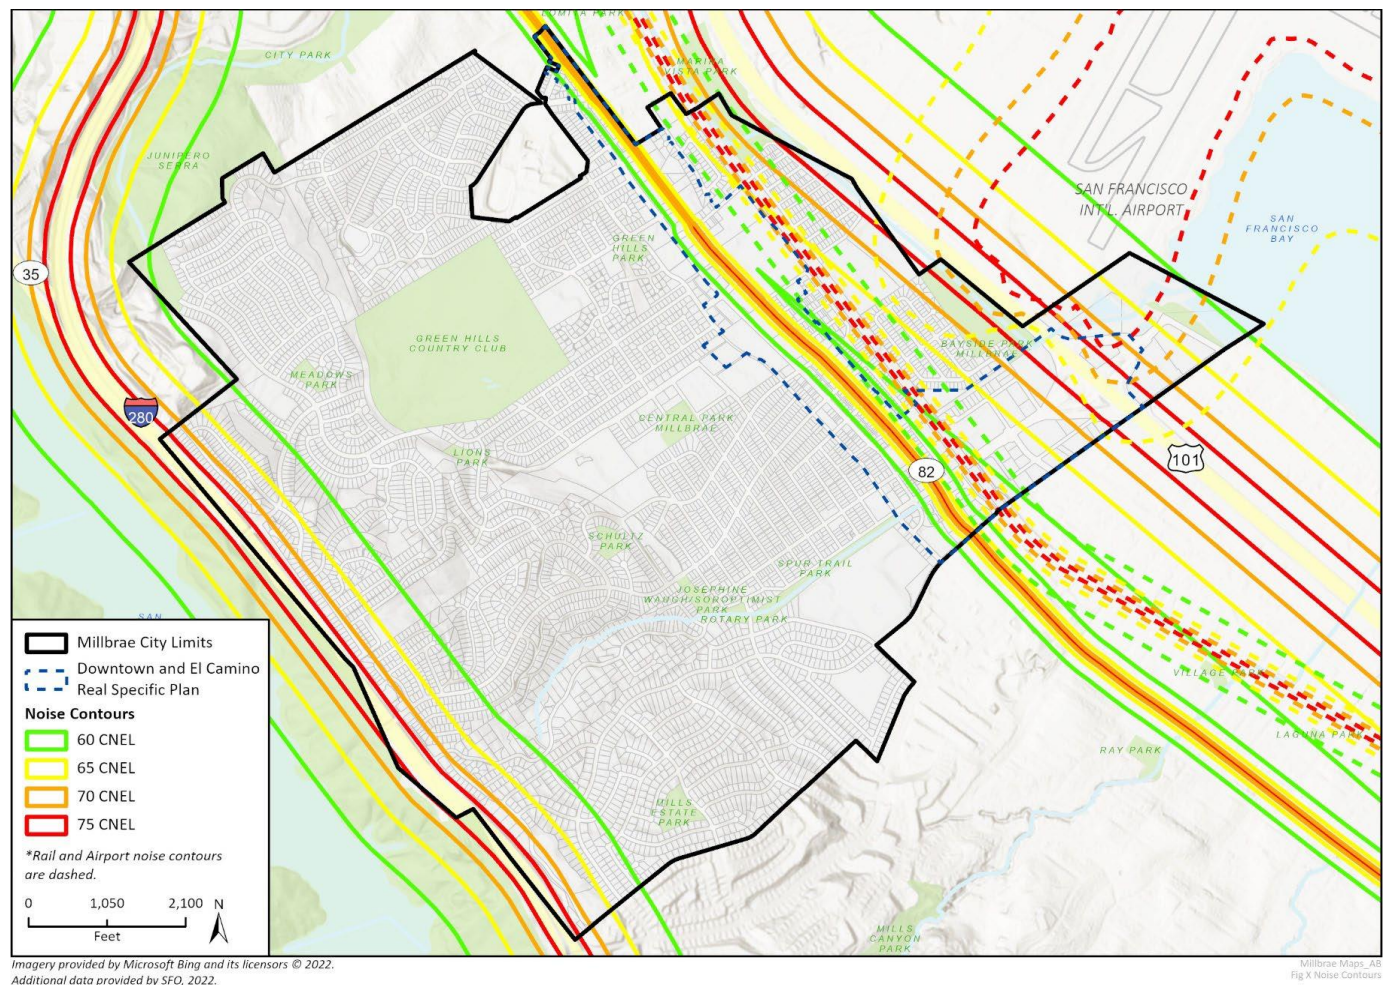 LOMITA PARK
CITY PARK
MARINA
VISTA PARK
JUNIPERO
SERRA
SAN FRANCISCO
INT'L. AIRPORT
SAN
FRANCISCO
BAY
GREEN
HILLS
PARK
35
GREEN HILLS
COUNTRY CLUB
BAYSIDE PARK
MILLBRAE
MEADOWS
PARK
280
CENTRAL PARK
MILLBRAE
LIONS
PARK
101
82
SCHULTZ
PARK
SPUR TRAIL
PARK
JOSEPHINE
WAUGH/SOROPTIMIST
PARK
ROTARY PARK
SAN
VILLAGE PARK
LAGUNA PARK
RAY PARK
MILLS
ESTATE
PARK
MILLS
CANYON
PARK
Millbrae City Limits
Downtown and El Camino
Real Specific Plan
Noise Contours
60 CNEL
65 CNEL
70 CNEL
75 CNEL
*Rail and Airport noise contours
are dashed.
0 1,050 2,100 N
Feet
Imagery provided by Microsoft Bing and its licensors © 2022.
Additional data provided by SFO, 2022.
Millbrae Maps_A8
Fig X Noise Contours